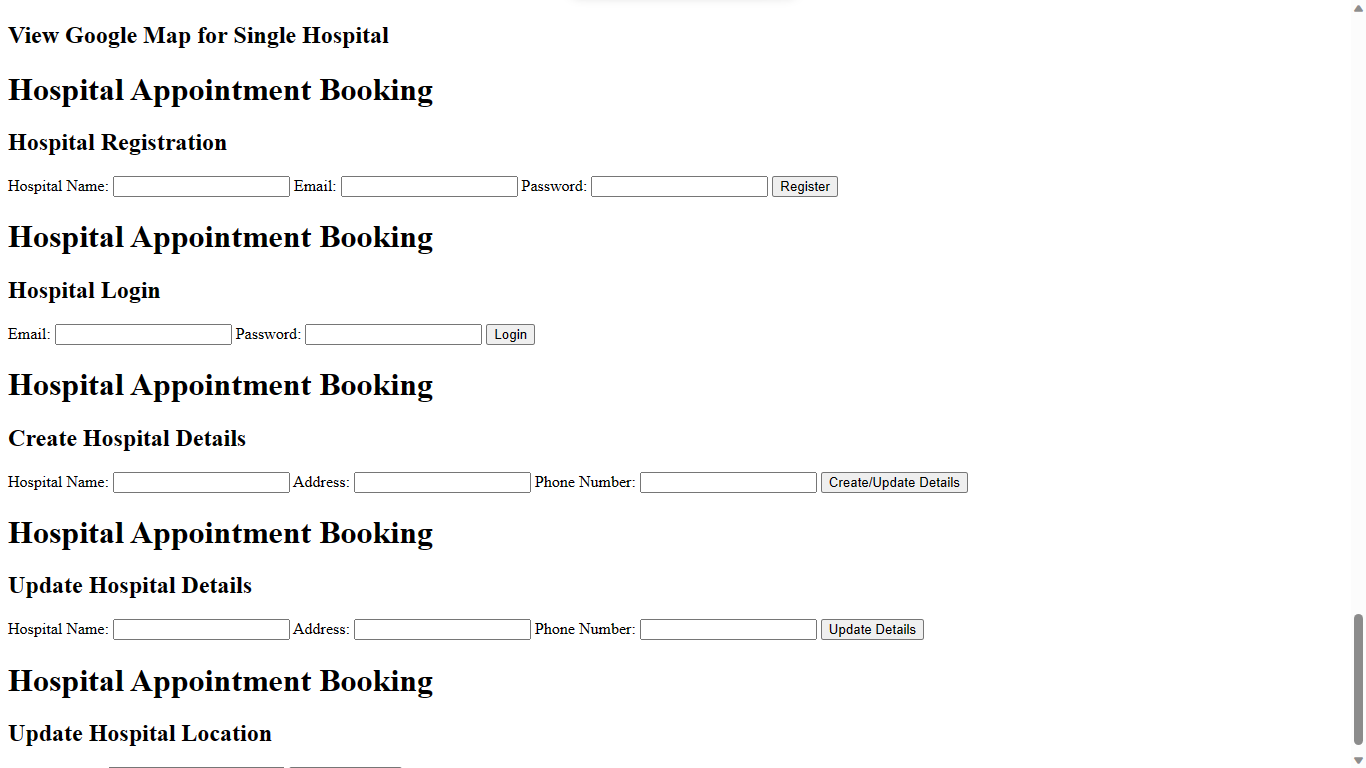 View Google Map for Single Hospital
Hospital Appointment Booking
Hospital Registration
Hospital Name: Email: Password: Register
Hospital Appointment Booking
Hospital Login
Email: Password: Login
Hospital Appointment Booking
Create Hospital Details
Hospital Name: Address: Phone Number: Create/Update Details
Hospital Appointment Booking
Update Hospital Details
Hospital Name: Address: Phone Number: Update Details
Hospital Appointment Booking
Update Hospital Location